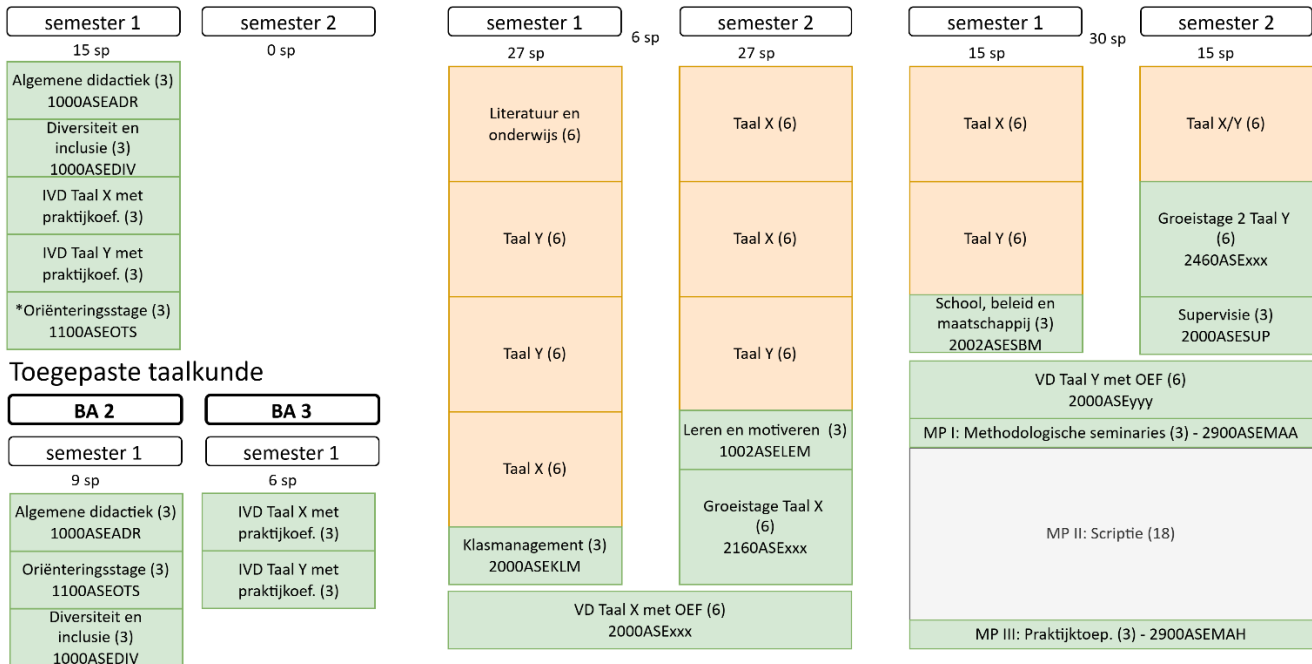 semester 1
semester 2
15 sp
0 sp
Algemene didactiek (3)
1000ASEADR
Diversiteit en
inclusie (3)
1000ASEDIV
IVD Taal X met
praktijkoef. (3)
IVD Taal Y met
praktijkoef. (3)
*Oriënteringsstage (3)
1100ASEOTS
Toegepaste taalkunde
BA 2
BA 3
semester 1
semester 1
9 sp
6 sp
Algemene didactiek (3)
1000ASEADR
Oriënteringsstage (3)
1100ASEOTS
Diversiteit en
inclusie (3)
1000ASEDIV
IVD Taal X met
praktijkoef. (3)
IVD Taal Y met
praktijkoef. (3)
semester 1
6 sp
semester 2
27 sp
27 sp
Literatuur en
onderwijs (6)
Taal Y (6)
Taal Y (6)
Taal X (6)
Klasmanagement (3)
2000ASEKLM
Taal X (6)
Taal X (6)
Taal Y (6)
Leren en motiveren (3)
1002ASELEM
Groeistage Taal X
(6)
2160ASExxx
VD Taal X met OEF (6)
2000ASExxx
semester 1
30 sp
semester 2
15 sp
15 sp
Taal X (6)
Taal Y (6)
School, beleid en
maatschappij (3)
2002ASESBM
Taal X/Y (6)
Groeistage 2 Taal Y
(6)
2460ASExxx
Supervisie (3)
2000ASESUP
VD Taal Y met OEF (6)
2000ASEyyy
MP I: Methodologische seminaries (3) - 2900ASEMAA
MP II: Scriptie (18)
MP III: Praktijktoep. (3) - 2900ASEMAH